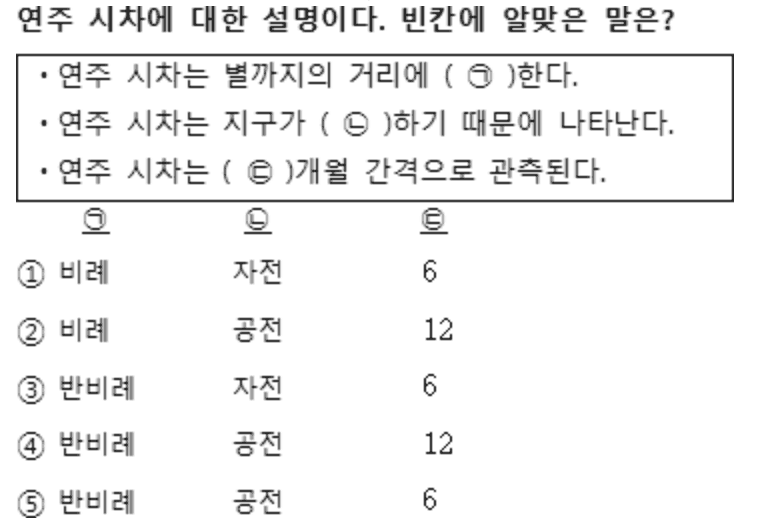 연주 시차에 대한 설명이다. 빈칸에 알맞은 말은?
•연주 시차는 별까지의 거리에 ( ㉠ )한다.
•연주 시차는 지구가 ( ㉡ )하기 때문에 나타난다.
•연주 시차는 ( ㉢ )개월 간격으로 관측된다.
㉠ ㉡ ㉢
① 비례 자전 6
② 비례 공전 12
③ 반비례 자전 6
④ 반비례 공전 12
⑤ 반비례 공전 6